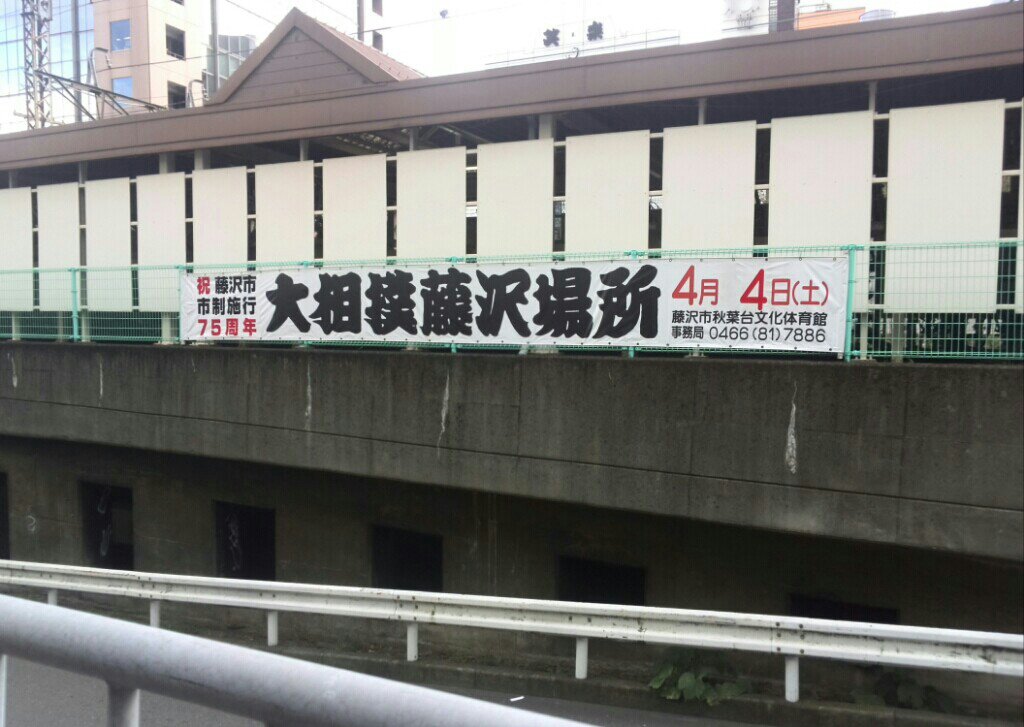 祝 藤沢市
市制施行
75周年
大相撲藤沢場所
4月 4日(土)
藤沢市秋葉台文化体育館
事務局 0466(81)7886